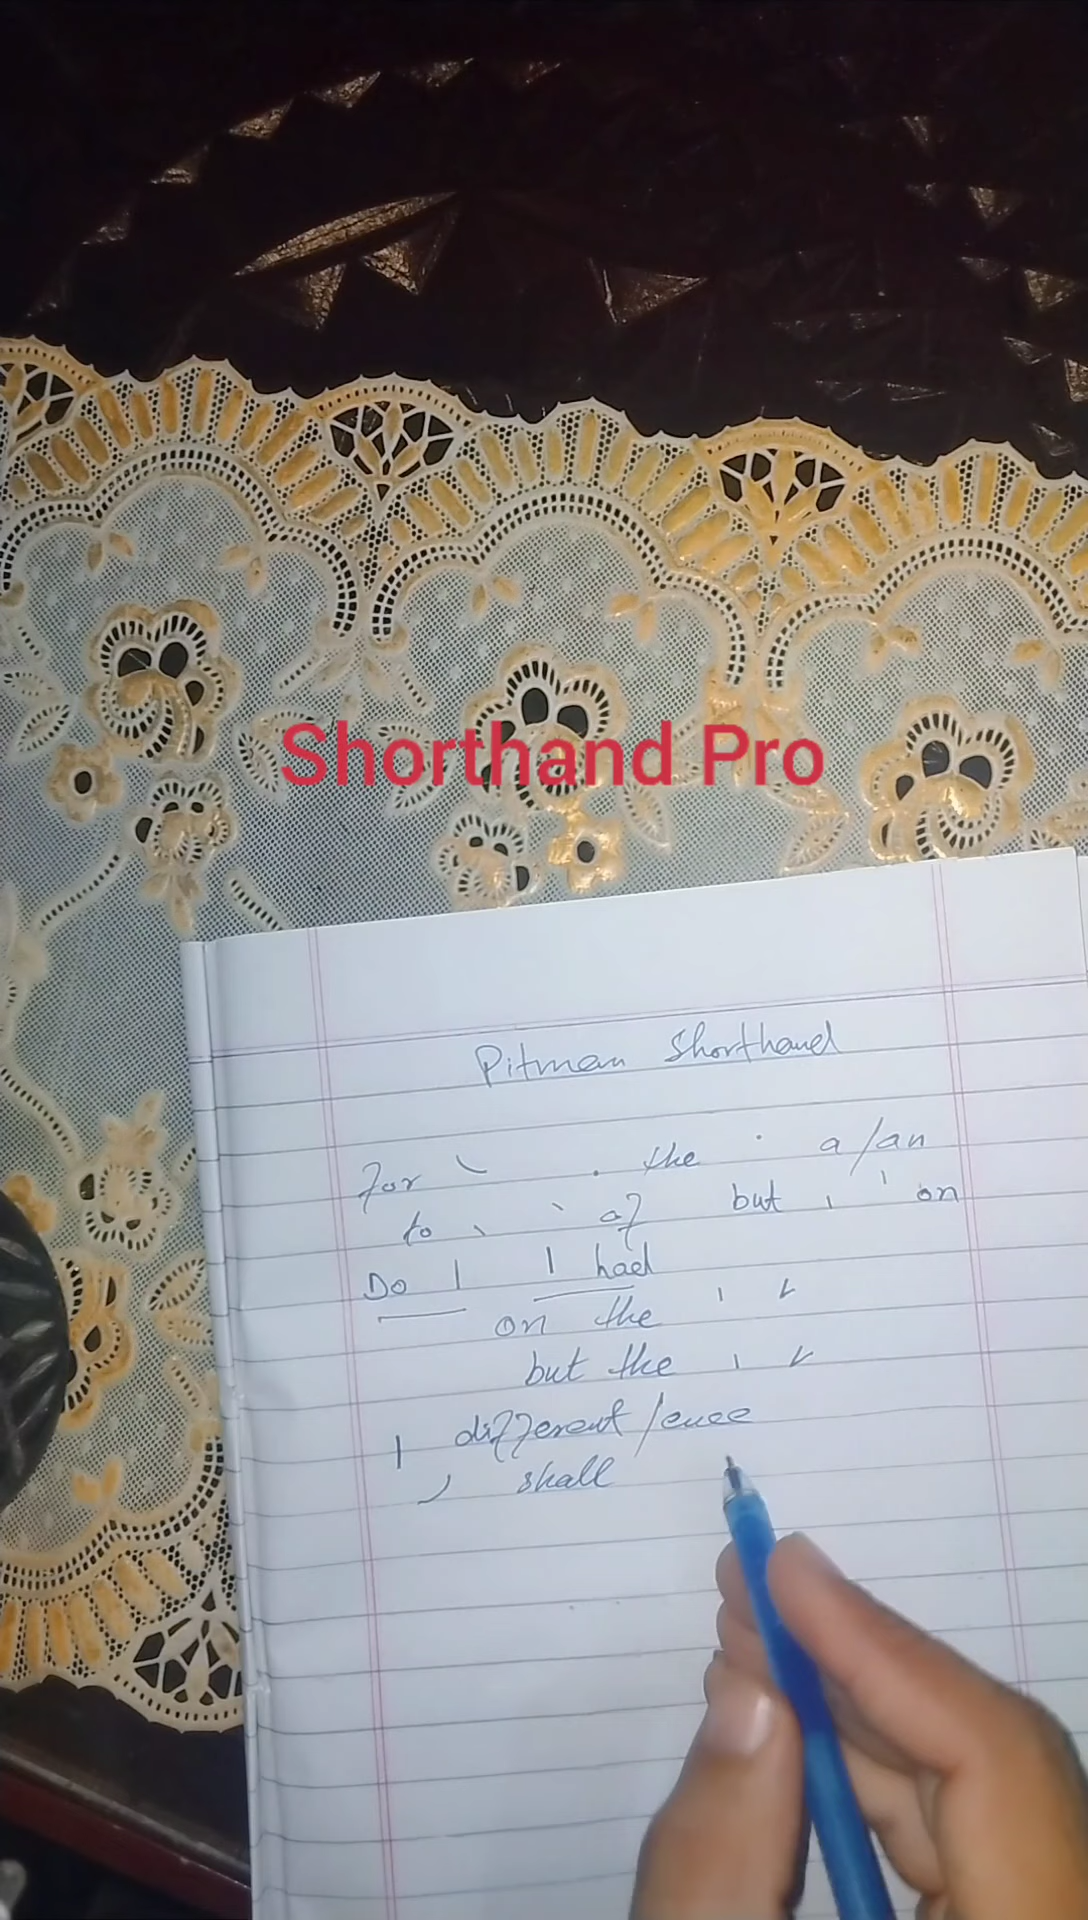 Shorthand Pro
Pitman Shorthand
For . the . a/an
to of but on
Do had
on the
but the
different/ence
shall